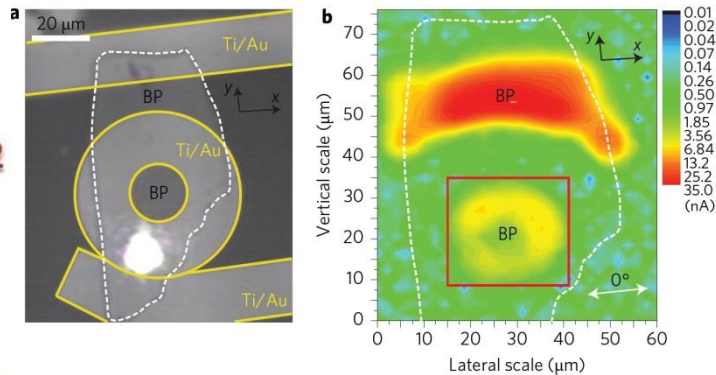 a
20 µm
Ti/Au
y
x
BP
Ti/Au
BP
Ti/Au
b
Vertical scale (µm)
70
60
50
40
30
20
10
0
y
x
BP
BP
0°
0 10 20 30 40 50 60
Lateral scale (µm)
0.01
0.02
0.04
0.07
0.14
0.26
0.50
0.97
1.85
3.56
6.84
13.2
25.2
35.0
(nA)